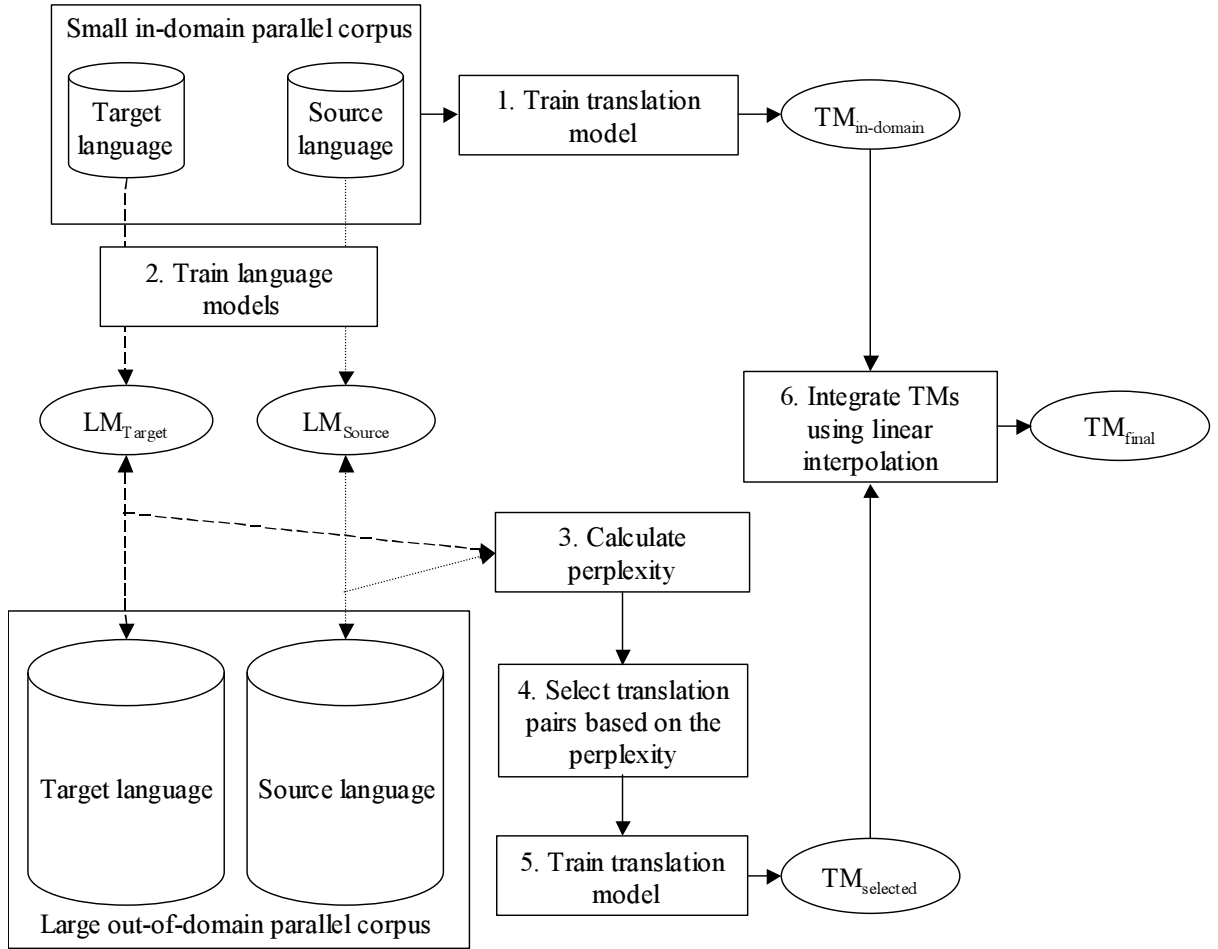 Small in-domain parallel corpus
Target
language
Source
language
1. Train translation
model
TMin-domain
2. Train language
models
LMTarget
LMSource
6. Integrate TMs
using linear
interpolation
TMfinal
3. Calculate
perplexity
4. Select translation
pairs based on the
perplexity
Target language
Source language
5. Train translation
model
TMselected
Large out-of-domain parallel corpus